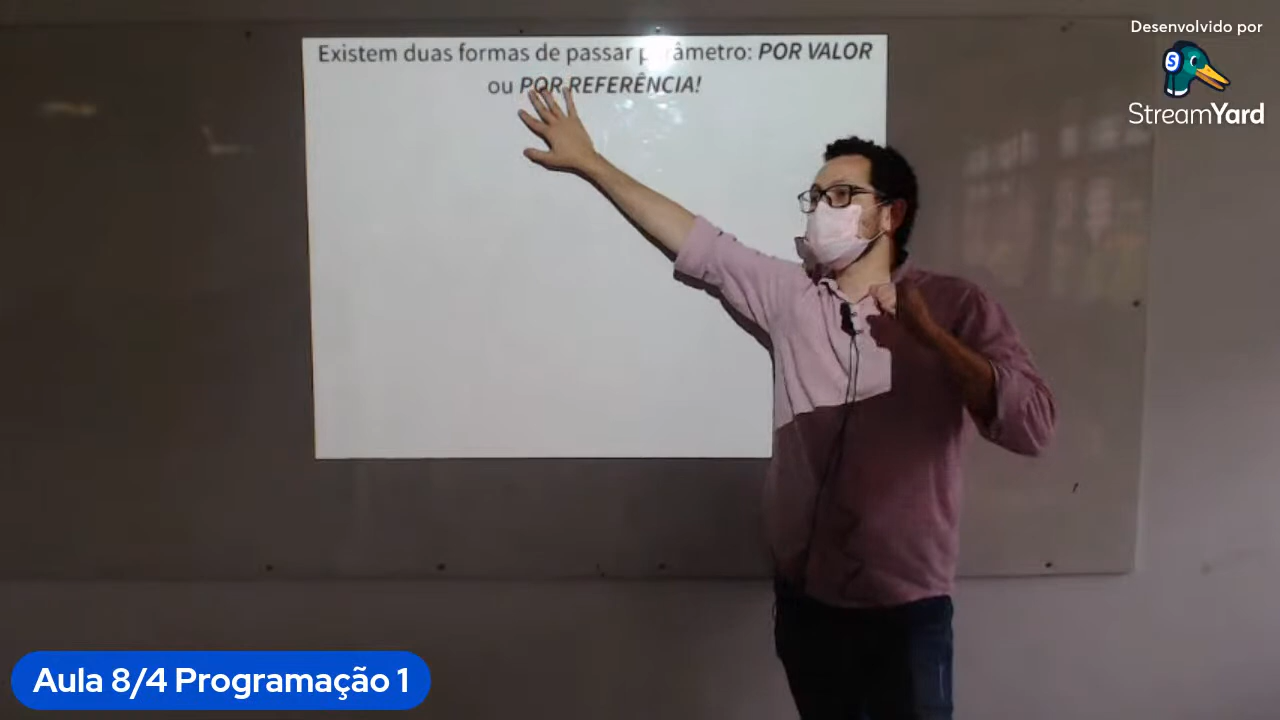 Desenvolvido por
StreamYard
Existem duas formas de passar parâmetro: POR VALOR
ou POR REFERÊNCIA!
Aula 8/4 Programação 1